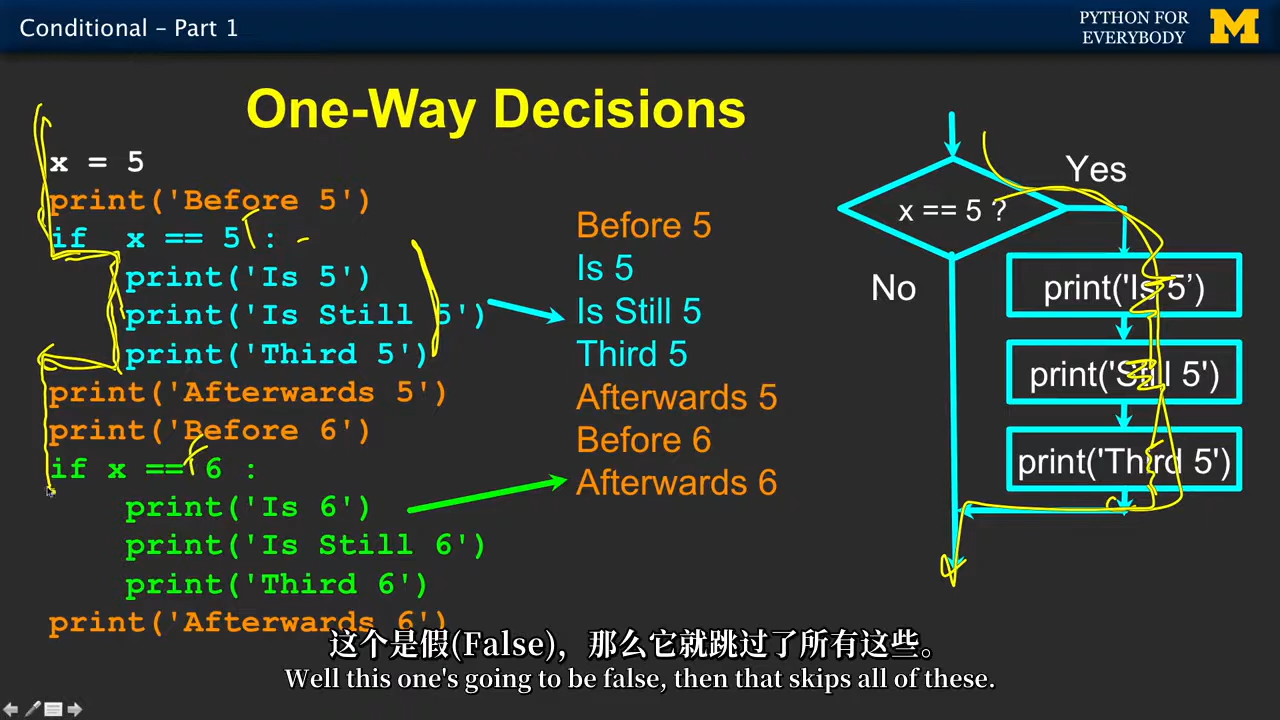 Conditional – Part 1
PYTHON FOR
EVERYBODY
M
One-Way Decisions
x = 5
print('Before 5')
if  x == 5 :
    print('Is 5')
    print('Is Still 5')
    print('Third 5')
print('Afterwards 5')
print('Before 6')
if x == 6 :
    print('Is 6')
    print('Is Still 6')
    print('Third 6')
print('Afterwards 6')
Before 5
Is 5
Is Still 5
Third 5
Afterwards 5
Before 6
Afterwards 6
x == 5 ?
Yes
No
print('Is 5’)
print('Still 5')
print('Third 5')
这个是假(False)，那么它就跳过了所有这些。
Well this one's going to be false, then that skips all of these.